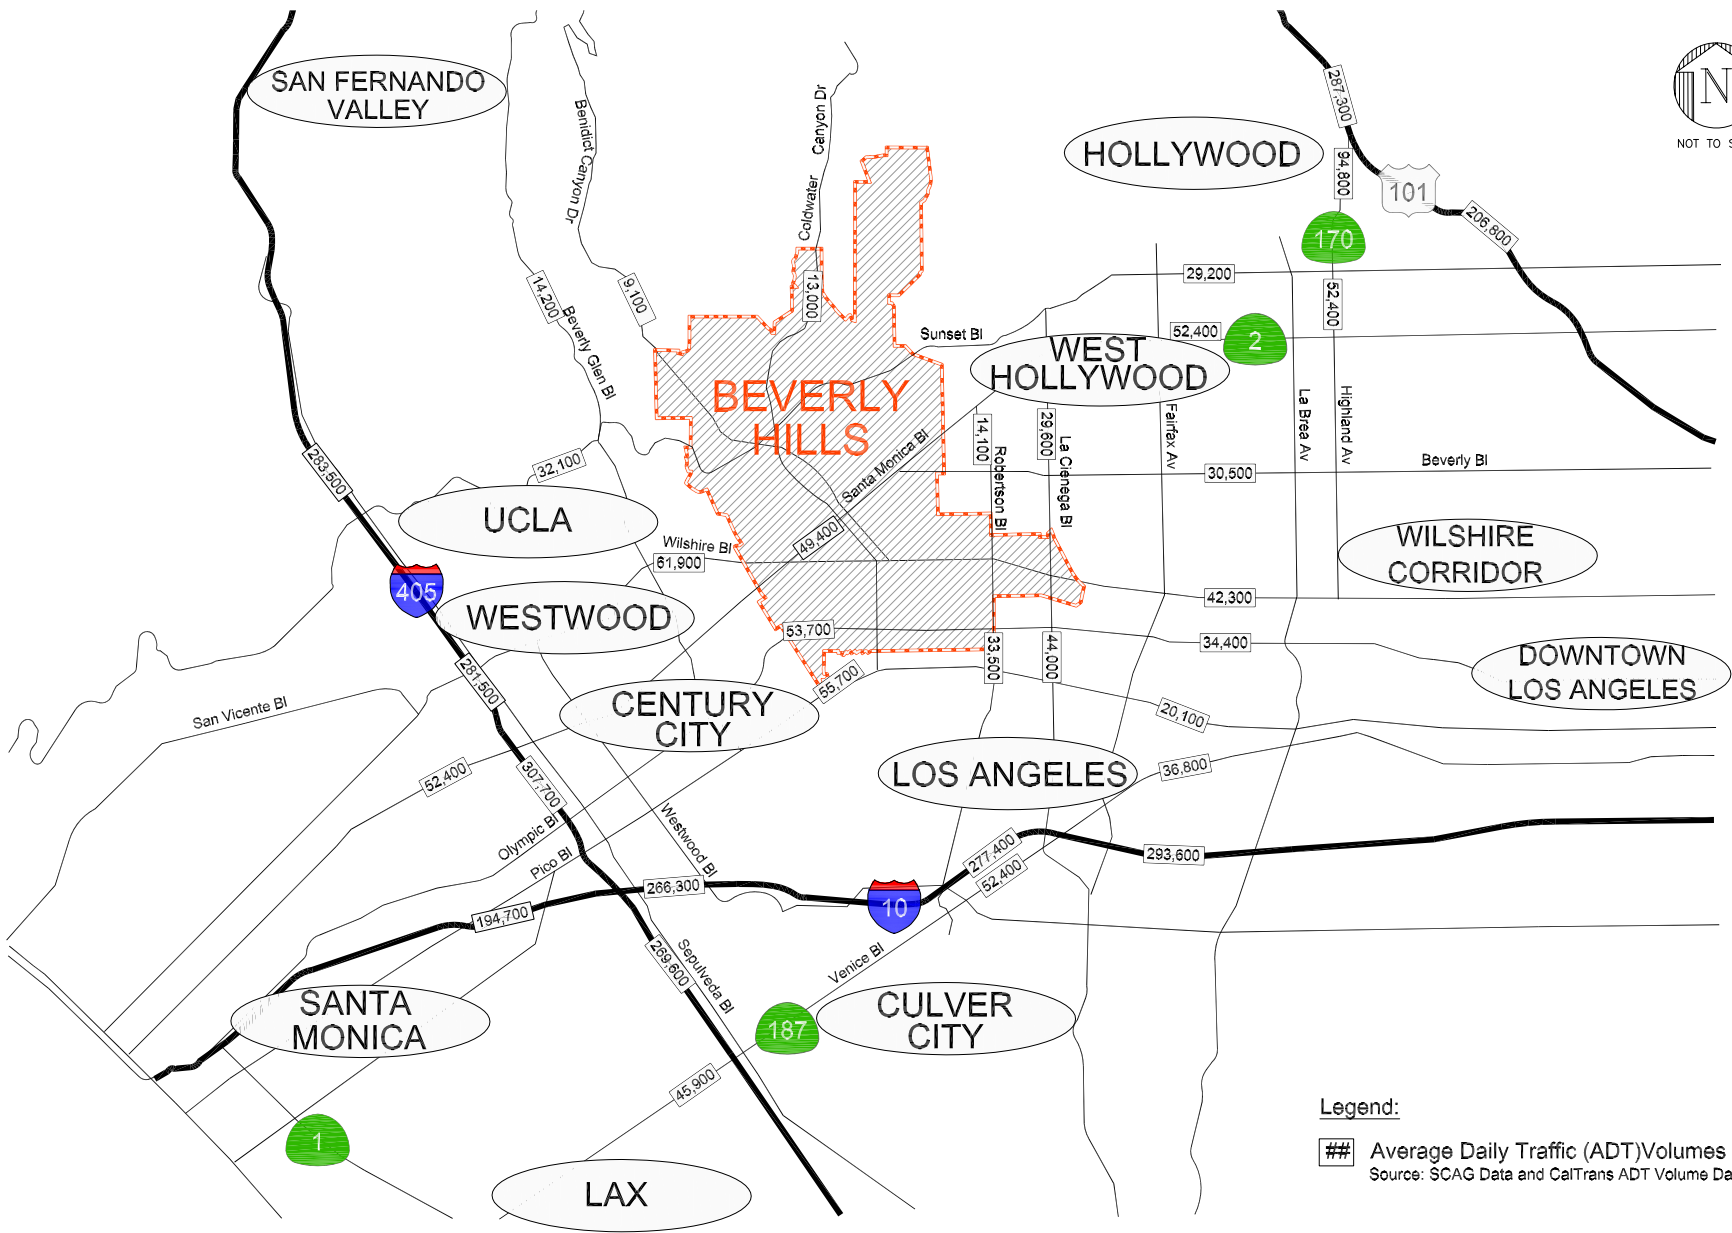 SAN FERNANDO
VALLEY
Benidict Canyon Dr
Coldwater Canyon Dr
HOLLYWOOD
287,300
94,800
101
206,800
170
N
NOT TO
14,200
9,100
13,000
29,200
52,400
52,400
2
Beverly Glen Bl
Sunset Bl
WEST
HOLLYWOOD
BEVERLY
HILLS
Santa Monica Bl
14,100
29,600
Robertson Bl
La Cienega Bl
Fairfax Av
La Brea Av
Highland Av
Beverly Bl
30,500
283,500
32,100
UCLA
Wilshire Bl
61,900
49,400
WILSHIRE
CORRIDOR
405
WESTWOOD
42,300
53,700
33,500
44,000
34,400
DOWNTOWN
LOS ANGELES
281,500
San Vicente Bl
55,700
CENTURY
CITY
20,100
52,400
307,700
LOS ANGELES
36,800
Olympic Bl
Pico Bl
Westwood Bl
277,400
52,400
293,600
266,300
194,700
10
269,600
Sepulveda Bl
Venice Bl
SANTA
MONICA
187
CULVER
CITY
45,900
1
LAX
Legend:
## Average Daily Traffic (ADT)Volumes
Source: SCAG Data and CalTrans ADT Volume Da